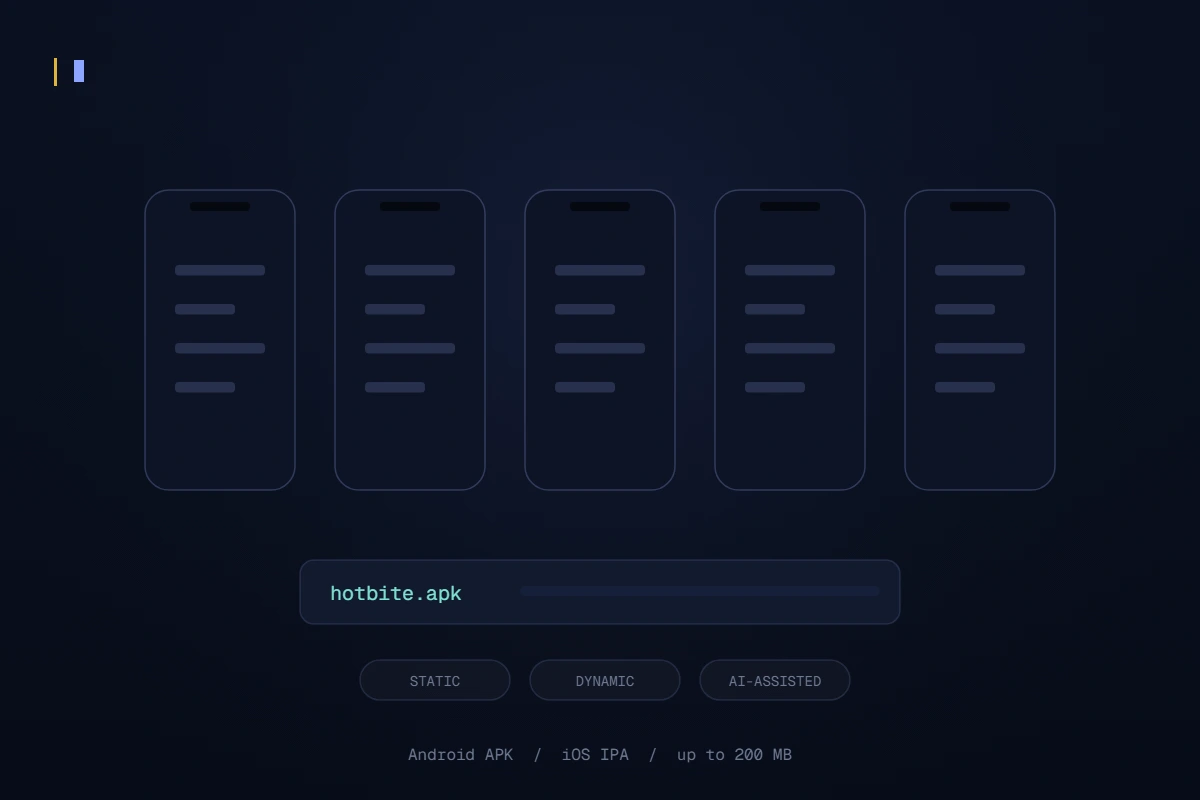 hotbite.apk
STATIC DYNAMIC AI-ASSISTED
Android APK / iOS IPA / up to 200 MB